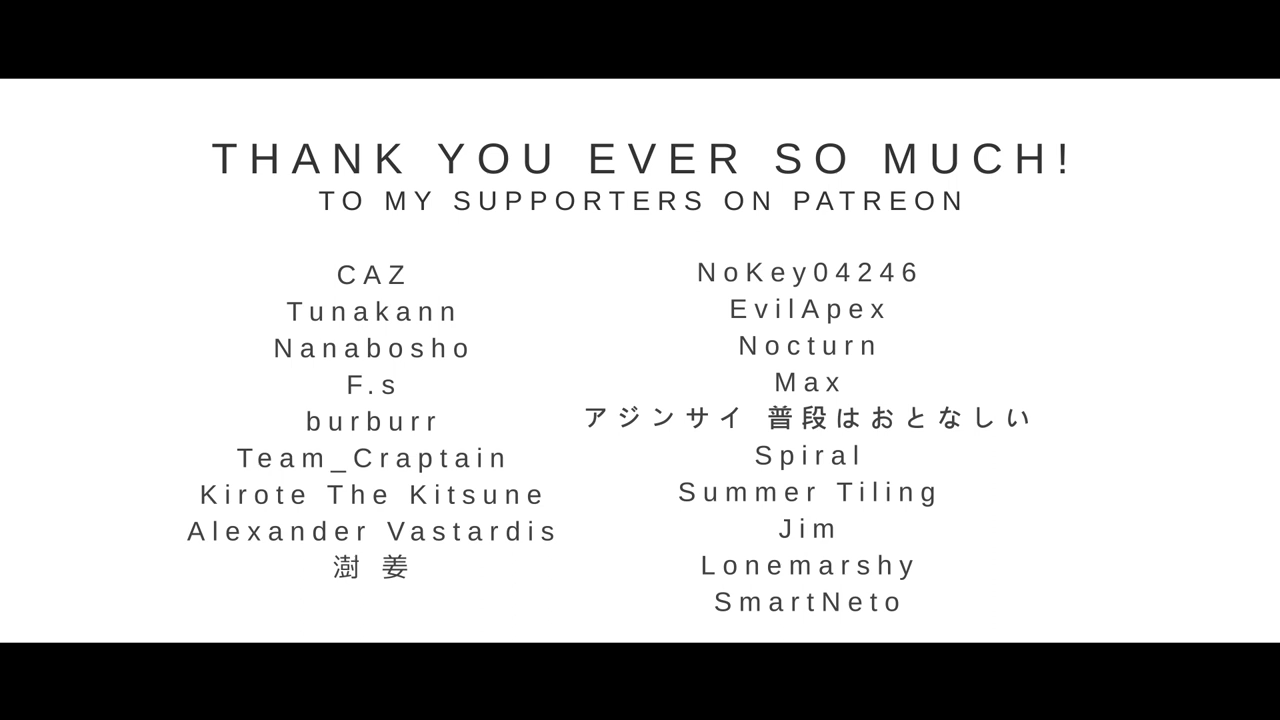 THANK YOU EVER SO MUCH!
TO MY SUPPORTERS ON PATREON
CAZ
Tunakann
Nanabosho
F.s
burburr
Team_Craptain
Kirote The Kitsune
Alexander Vastardis
澍 姜
NoKey04246
EvilApex
Nocturn
Max
アジンサイ 普段はおとなしい
Spiral
Summer Tiling
Jim
Lonemarshy
SmartNeto